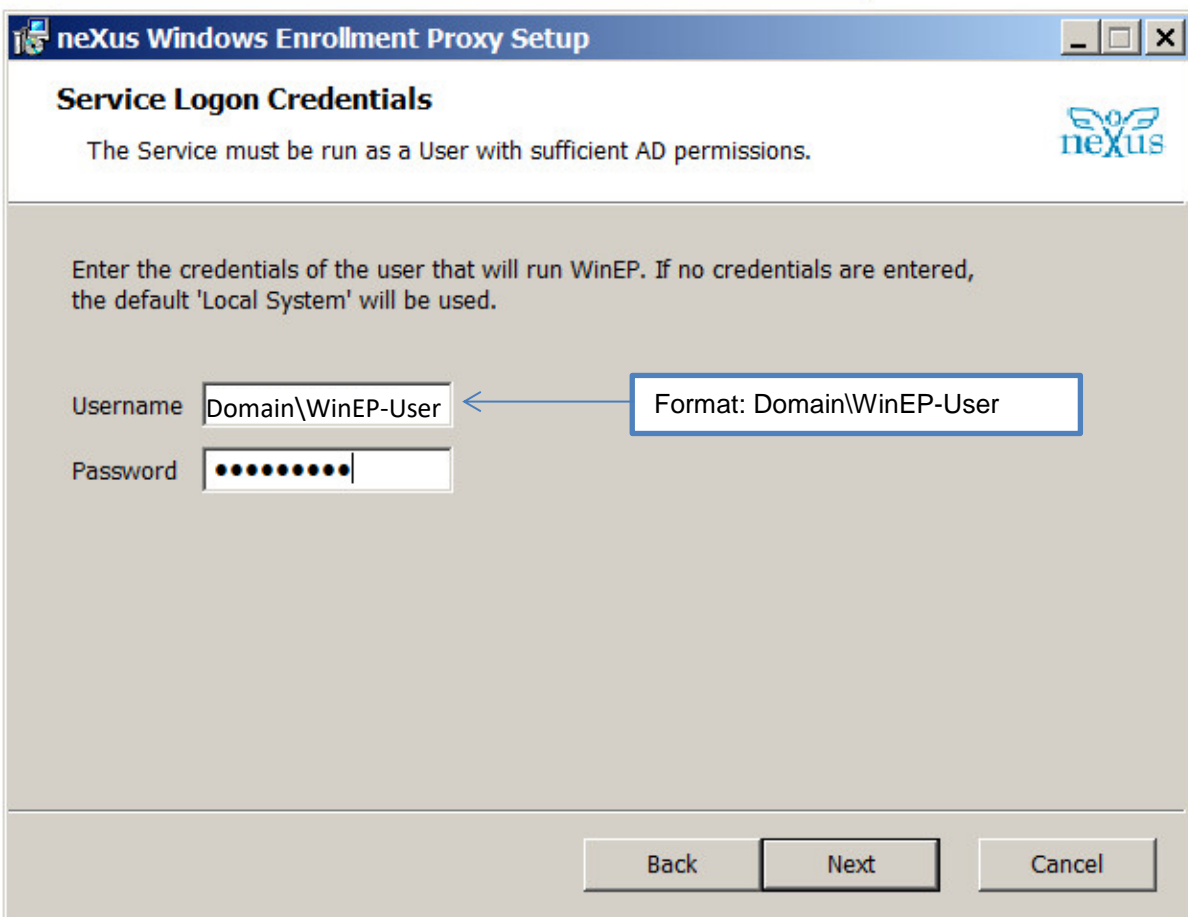 neXus Windows Enrollment Proxy Setup
Service Logon Credentials
The Service must be run as a User with sufficient AD permissions.
neXus
Enter the credentials of the user that will run WinEP. If no credentials are entered,
the default 'Local System' will be used.
Username Domain\WinEP-User Format: Domain\WinEP-User
Password ●●●●●●●●●
Back Next Cancel